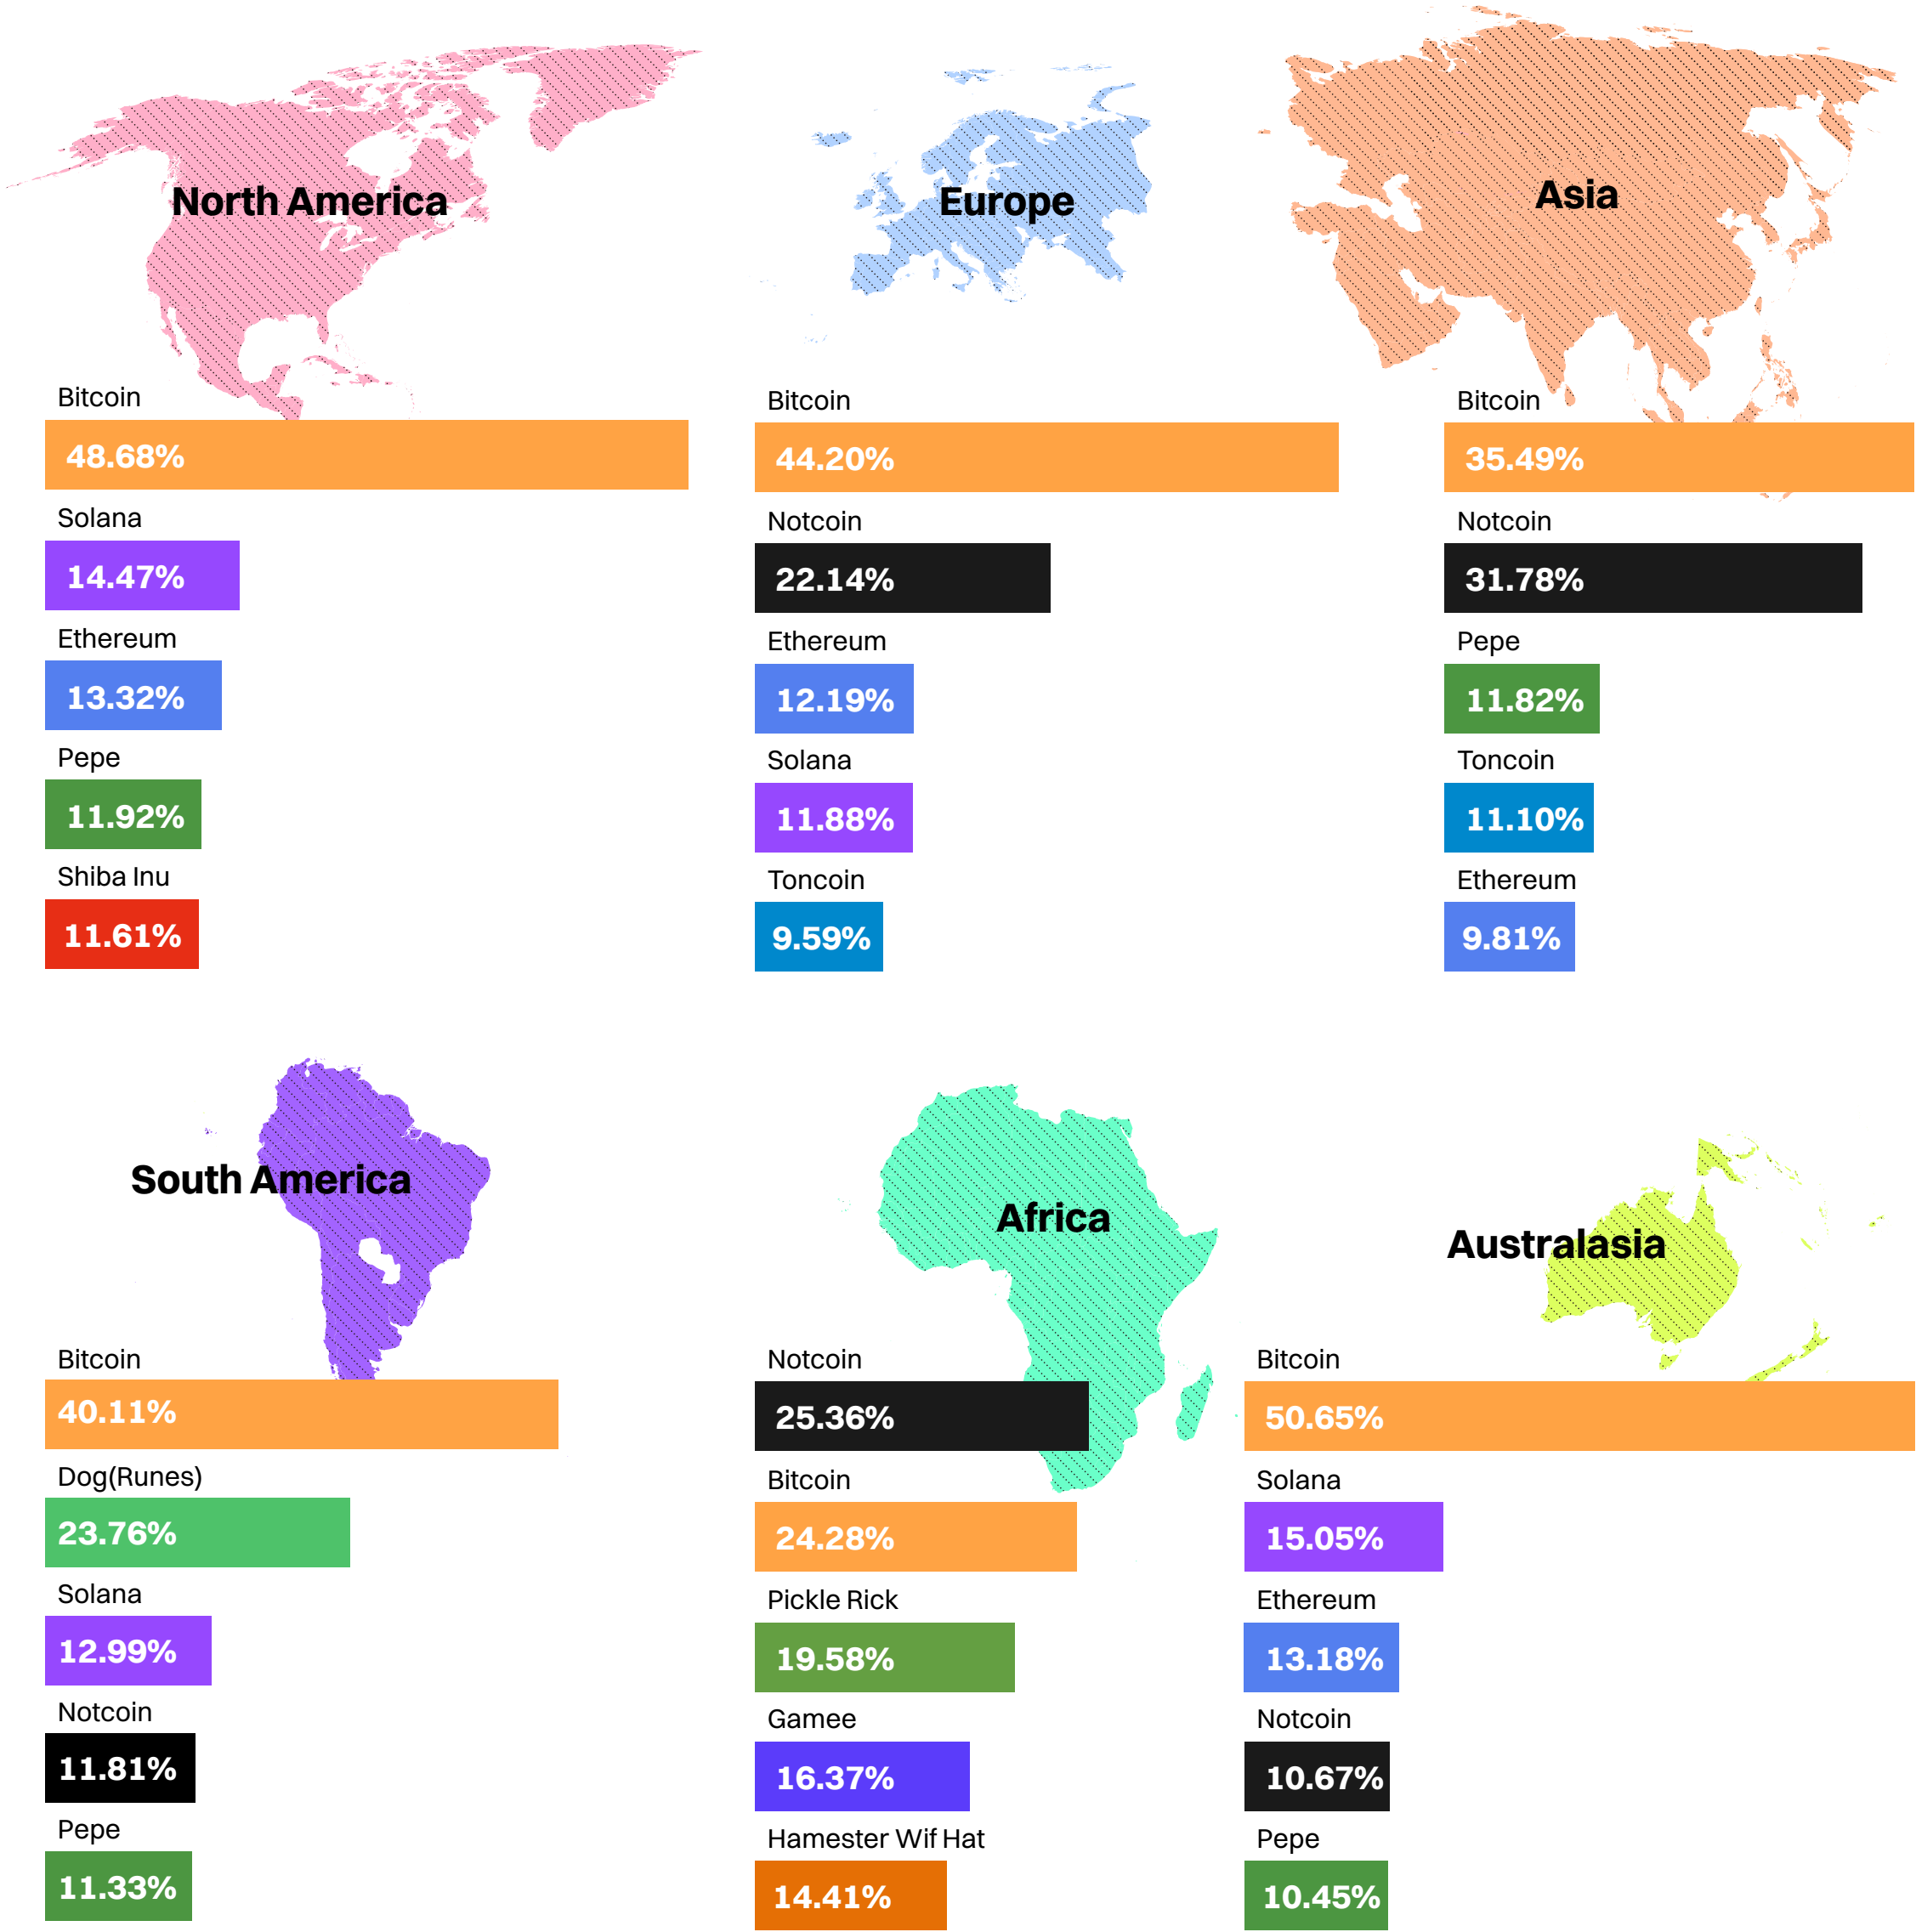 North America
Bitcoin
48.68%
Solana
14.47%
Ethereum
13.32%
Pepe
11.92%
Shiba Inu
11.61%
Europe
Bitcoin
44.20%
Notcoin
22.14%
Ethereum
12.19%
Solana
11.88%
Toncoin
9.59%
Asia
Bitcoin
35.49%
Notcoin
31.78%
Pepe
11.82%
Toncoin
11.10%
Ethereum
9.81%
South America
Bitcoin
40.11%
Dog(Runes)
23.76%
Solana
12.99%
Notcoin
11.81%
Pepe
11.33%
Africa
Notcoin
25.36%
Bitcoin
24.28%
Pickle Rick
19.58%
Gamee
16.37%
Hamester Wif Hat
14.41%
Australasia
Bitcoin
50.65%
Solana
15.05%
Ethereum
13.18%
Notcoin
10.67%
Pepe
10.45%